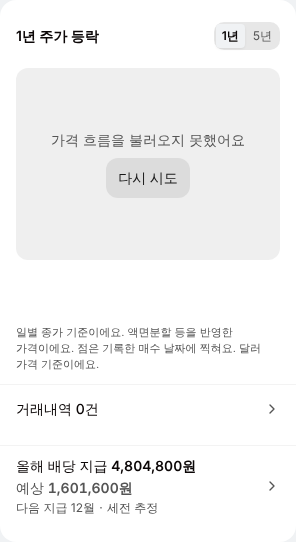 1년 주가 등락
1년 5년
가격 흐름을 불러오지 못했어요
다시 시도
일별 종가 기준이에요. 액면분할 등을 반영한
가격이에요. 점은 기록한 매수 날짜에 찍혀요. 달러
가격 기준이에요.
거래내역 0건
올해 배당 지급 4,804,800원
예상 1,601,600원
다음 지급 12월 · 세전 추정